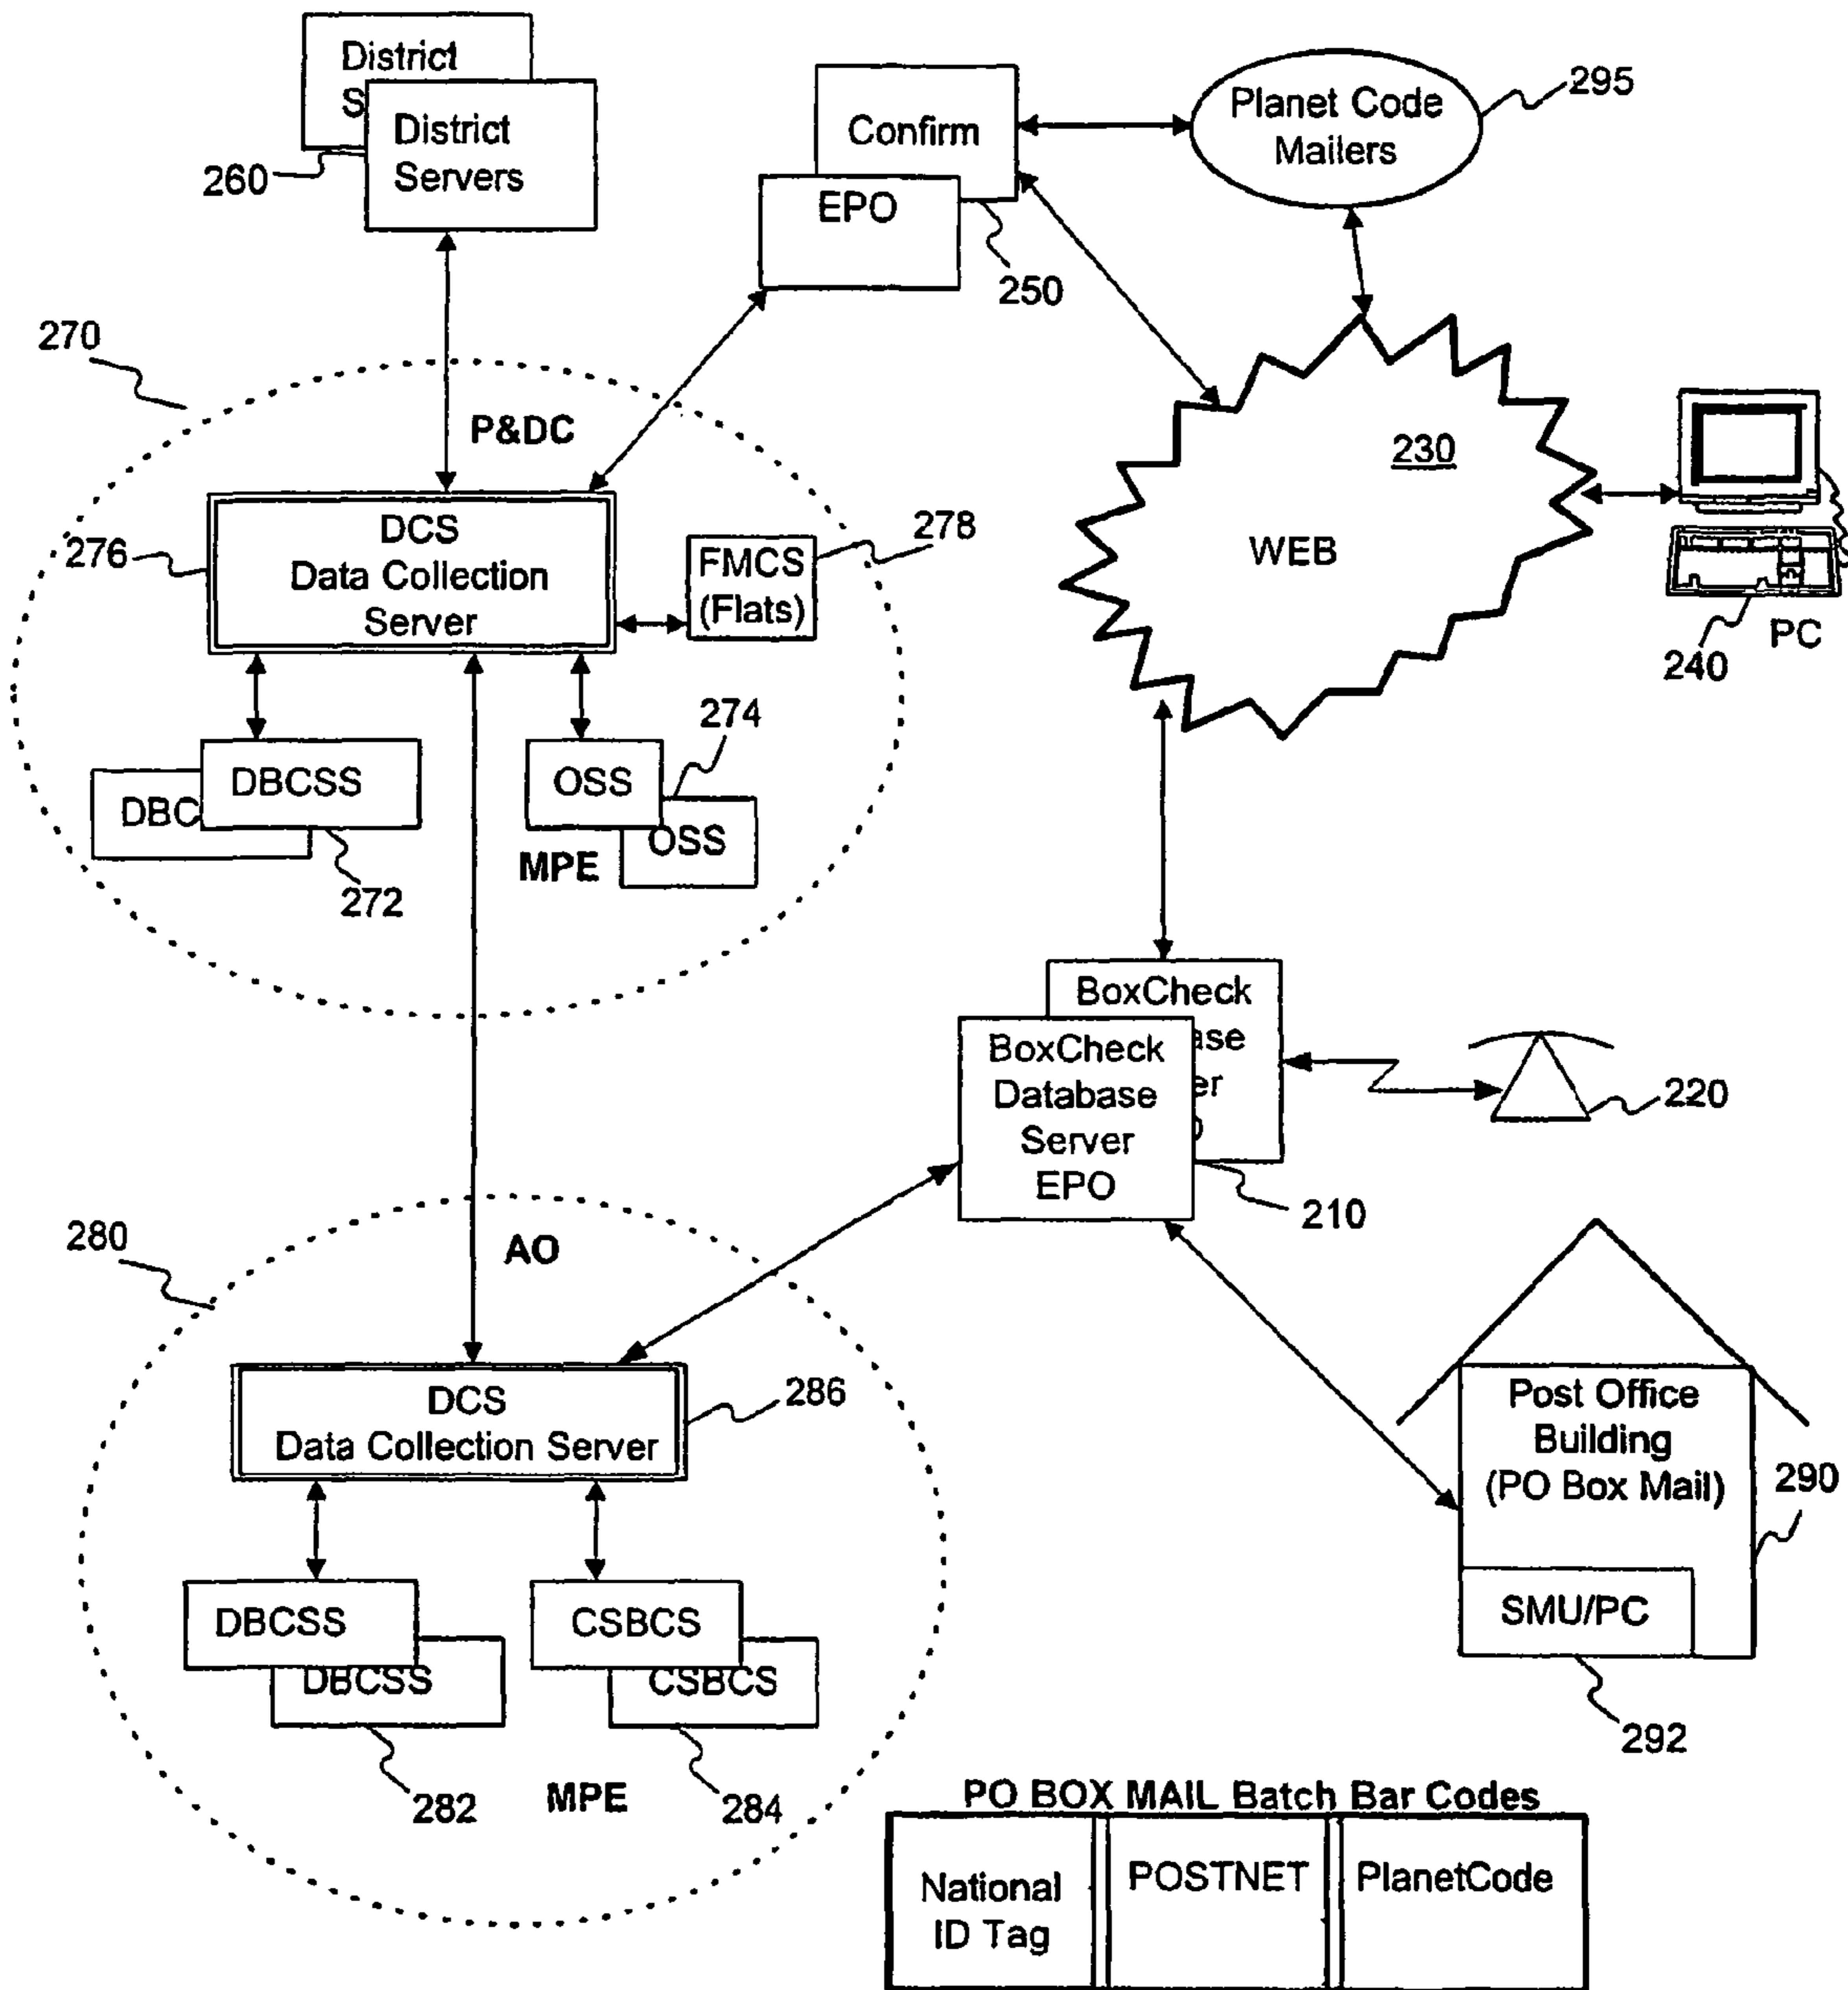 District
S
District
Servers
260
Confirm
EPO
250
Planet Code
Mailers
295
270
P&DC
230
WEB
PC
240
276
DCS
Data Collection
Server
278
FMCS
(Flats)
274
DBCSS
DBC
272
OSS
OSS
MPE
BoxCheck
ase
er
BoxCheck
Database
Server
EPO
210
220
280
AO
DCS
Data Collection Server
286
DBCSS
DBCSS
282
CSBCS
CSBCS
284
MPE
Post Office
Building
(PO Box Mail)
290
SMU/PC
292
PO BOX MAIL Batch Bar Codes
National
ID Tag
POSTNET
PlanetCode